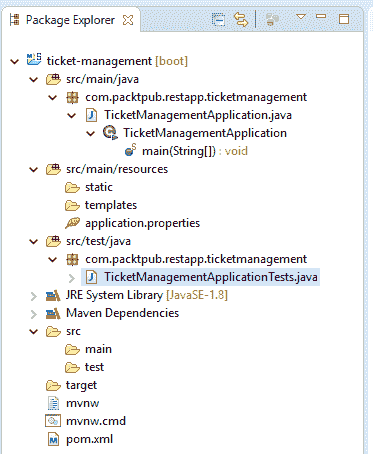 Package Explorer
ticket-management [boot]
src/main/java
com.packtpub.restapp.ticketmanagement
TicketManagementApplication.java
TicketManagementApplication
main(String[]) : void
src/main/resources
static
templates
application.properties
src/test/java
com.packtpub.restapp.ticketmanagement
TicketManagementApplicationTests.java
JRE System Library [JavaSE-1.8]
Maven Dependencies
src
main
test
target
mvnw
mvnw.cmd
pom.xml